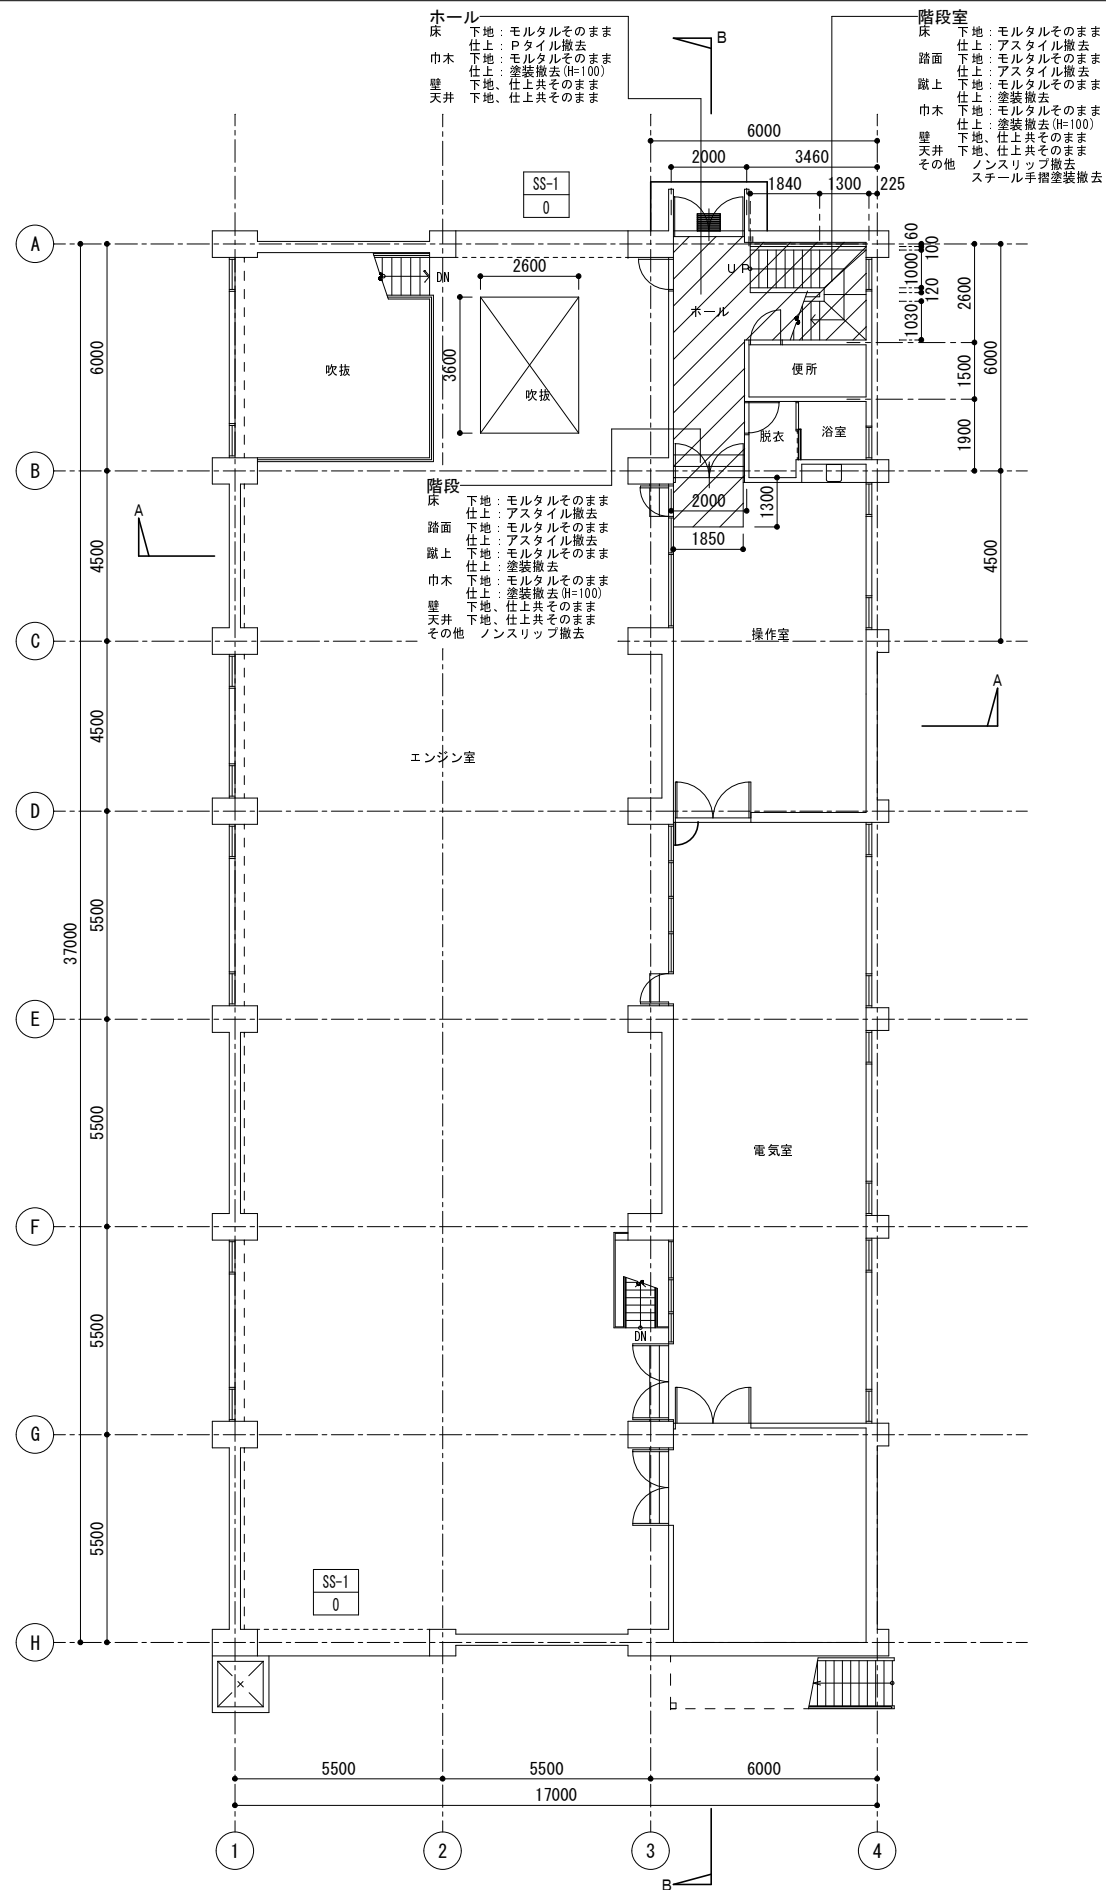 ホール
床　下地：モルタルそのまま
仕上：Ｐタイル撤去
巾木　下地：モルタルそのまま
仕上：塗装撤去(H=100)
壁　下地、仕上共そのまま
天井　下地、仕上共そのまま
B
階段室
床　下地：モルタルそのまま
仕上：アスタイル撤去
踏面　下地：モルタルそのまま
仕上：アスタイル撤去
蹴上　下地：モルタルそのまま
仕上：塗装撤去
巾木　下地：モルタルそのまま
仕上：塗装撤去(H=100)
壁　下地、仕上共そのまま
天井　下地、仕上共そのまま
その他　ノンスリップ撤去
スチール手摺塗装撤去
6000
2000
3460
1840
1300
225
SS-1
0
A
60
100
1000
120
1030
2600
1500
1900
6000
4500
DN
2600
3600
吹抜
吹抜
UP
ホール
便所
脱衣
浴室
6000
B
階段
床　下地：モルタルそのまま
仕上：アスタイル撤去
踏面　下地：モルタルそのまま
仕上：アスタイル撤去
蹴上　下地：モルタルそのまま
仕上：塗装撤去
巾木　下地：モルタルそのまま
仕上：塗装撤去(H=100)
壁　下地、仕上共そのまま
天井　下地、仕上共そのまま
その他　ノンスリップ撤去
2000
1300
1850
A
4500
C
操作室
A
4500
エンジン室
D
5500
37000
E
5500
電気室
F
5500
DN
G
5500
SS-1
0
H
5500
5500
6000
17000
1
2
3
4
B